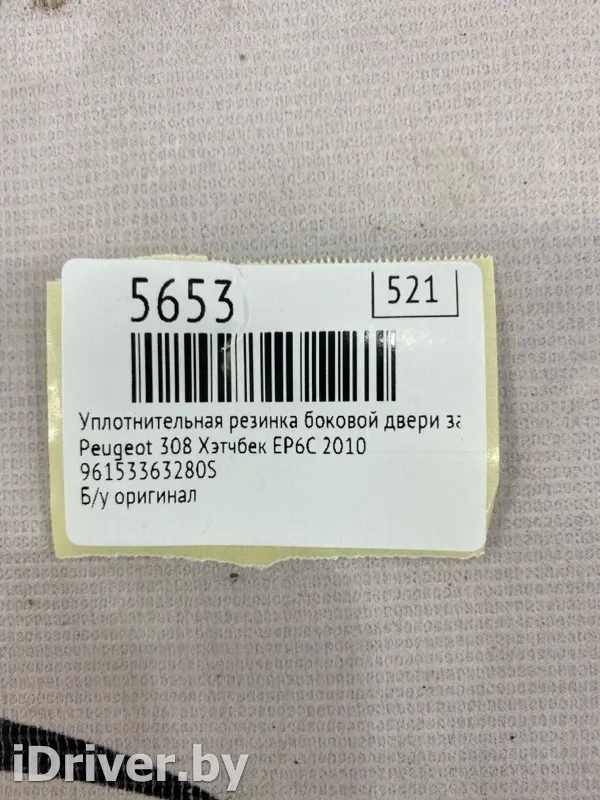 5653
521
Уплотнительная резинка боковой двери за
Peugeot 308 Хэтчбек EP6C 2010
96153363280S
Б/у оригинал
iDriver.by